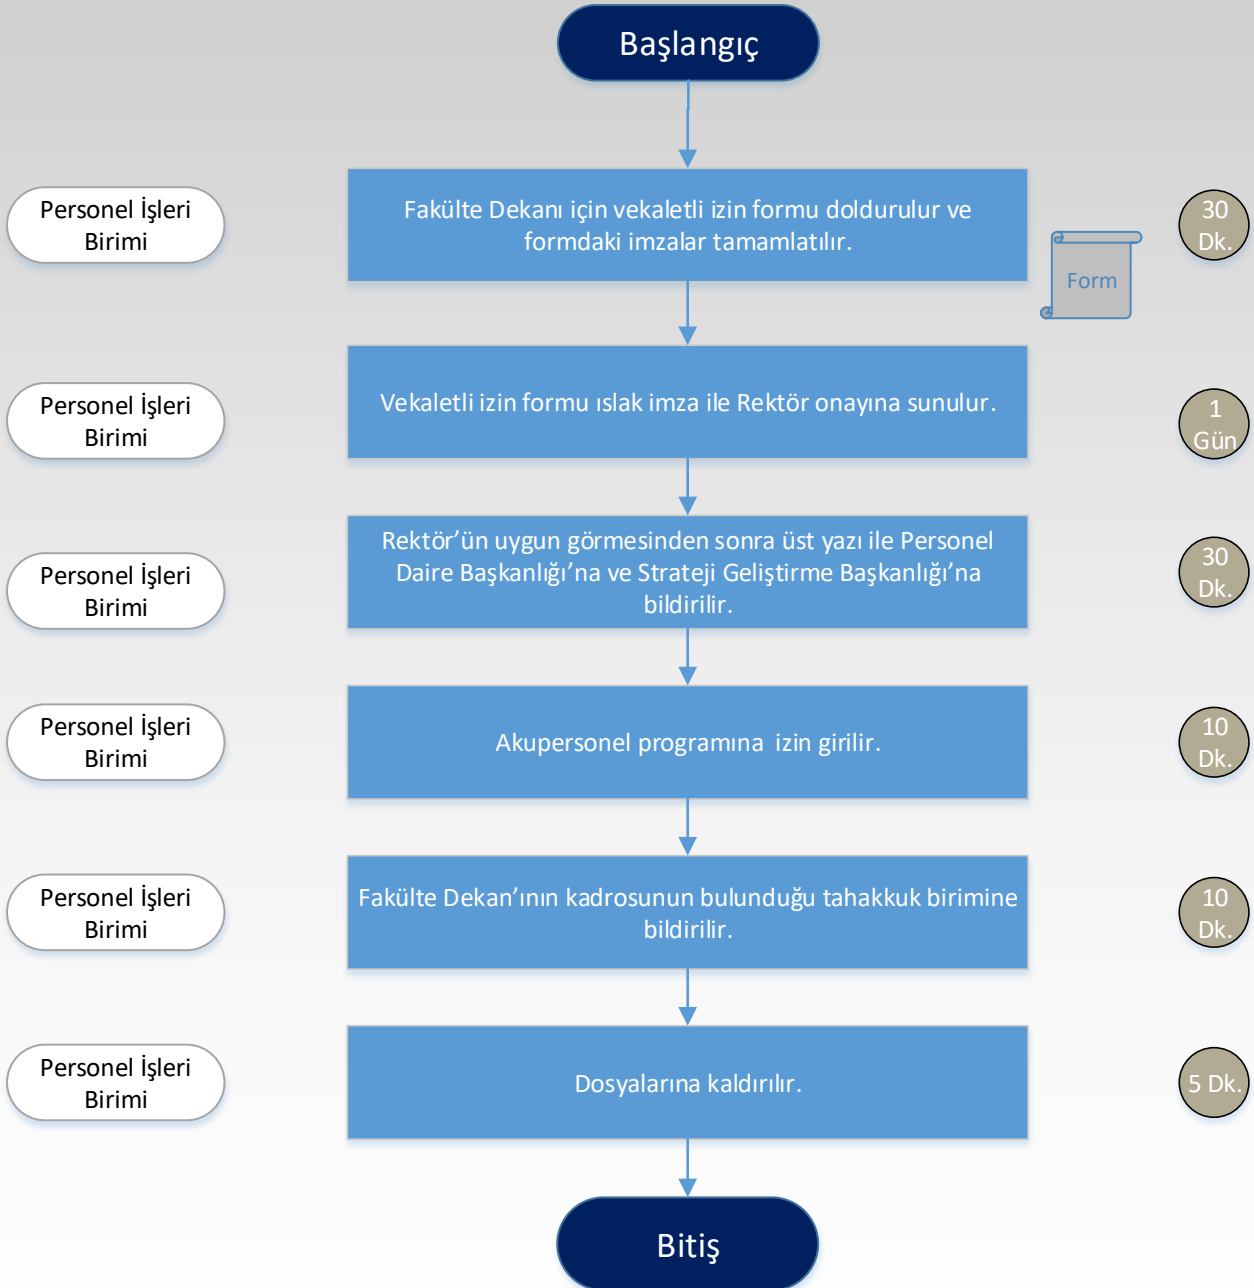 Başlangıç
Personel İşleri
Birimi
Fakülte Dekanı için vekaletli izin formu doldurulur ve
formdaki imzalar tamamlatılır.
30
Dk.
Form
Personel İşleri
Birimi
Vekaletli izin formu ıslak imza ile Rektör onayına sunulur.
1
Gün
Personel İşleri
Birimi
Rektör’ün uygun görmesinden sonra üst yazı ile Personel
Daire Başkanlığı’na ve Strateji Geliştirme Başkanlığı’na
bildirilir.
30
Dk.
Personel İşleri
Birimi
Akupersonel programına izin girilir.
10
Dk.
Personel İşleri
Birimi
Fakülte Dekan’ının kadrosunun bulunduğu tahakkuk birimine
bildirilir.
10
Dk.
Personel İşleri
Birimi
Dosyalarına kaldırılır.
5 Dk.
Bitiş